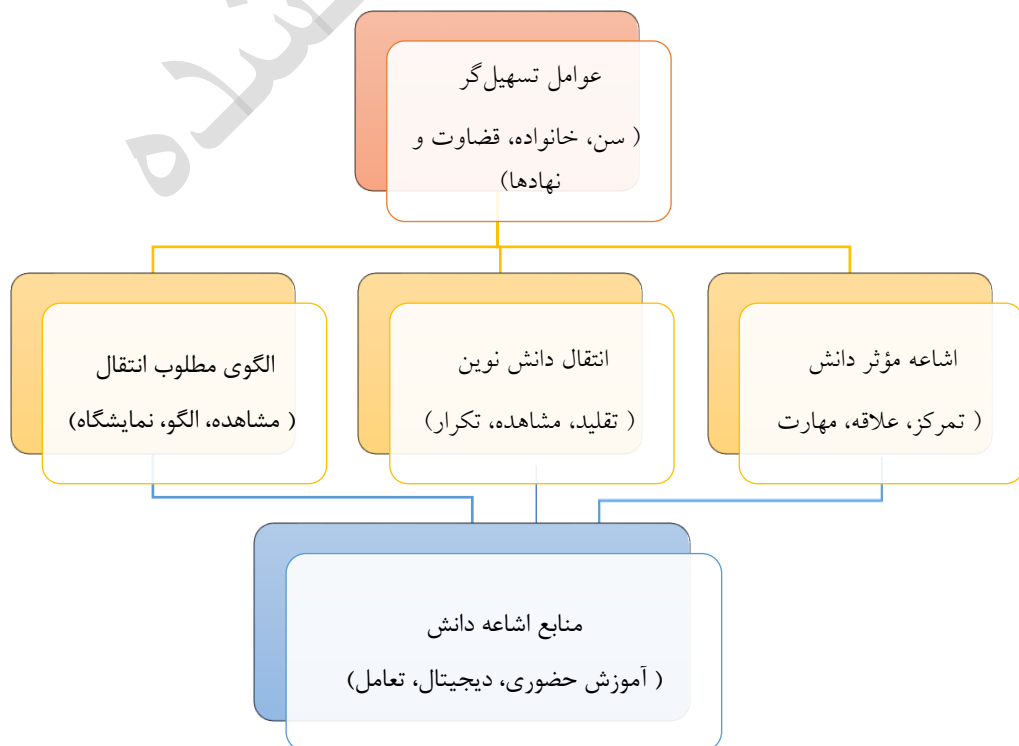 عوامل تسهیل‌گر
( سن، خانواده، قضاوت و
نهادها)
اشاعه مؤثر دانش
( تمرکز، علاقه، مهارت
انتقال دانش نوین
( تقلید، مشاهده، تکرار)
الگوی مطلوب انتقال
( مشاهده، الگو، نمایشگاه)
منابع اشاعه دانش
( آموزش حضوری، دیجیتال، تعامل)